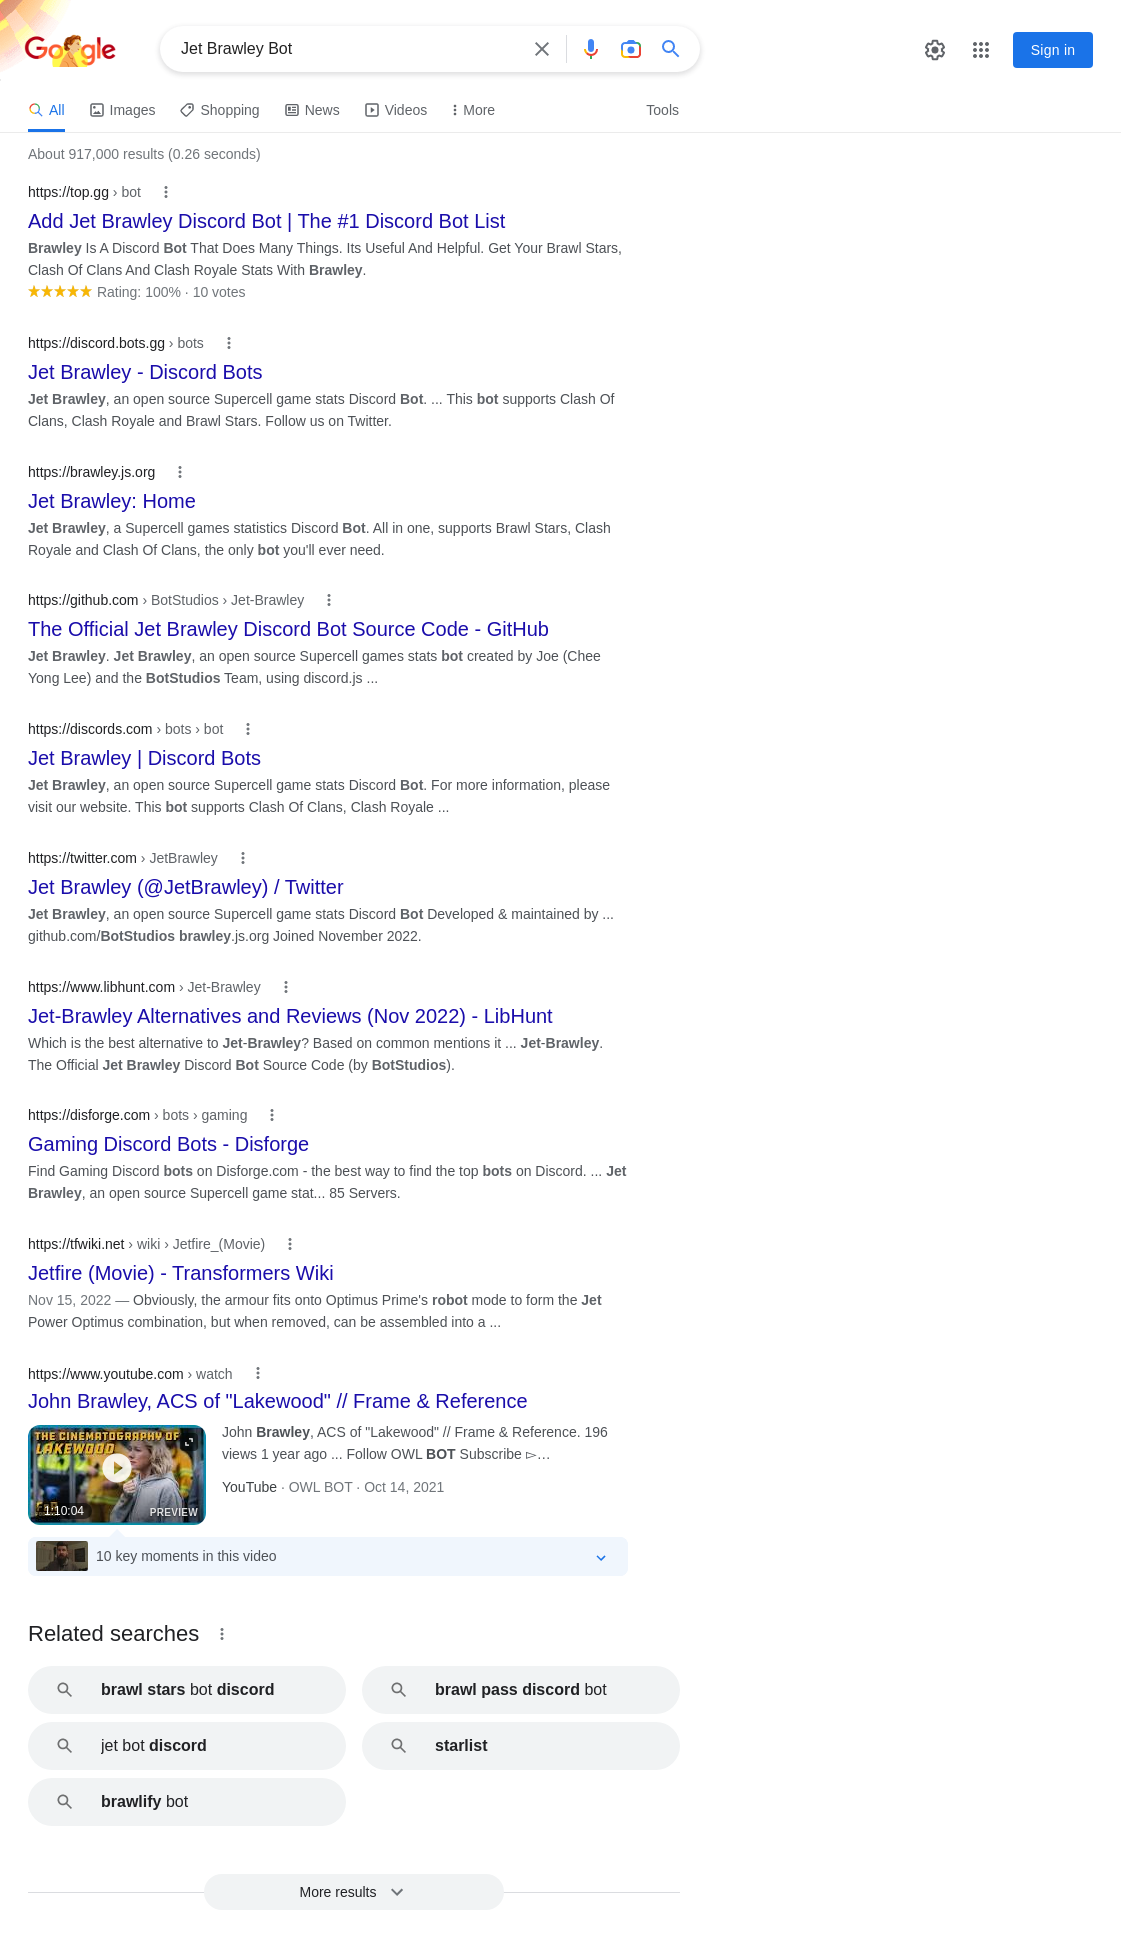 Google
Jet Brawley Bot
Sign in
All
Images
Shopping
News
Videos
More
Tools
About 917,000 results (0.26 seconds)
https://top.gg › bot
Add Jet Brawley Discord Bot | The #1 Discord Bot List
Brawley Is A Discord Bot That Does Many Things. Its Useful And Helpful. Get Your Brawl Stars,
Clash Of Clans And Clash Royale Stats With Brawley.
Rating: 100% · 10 votes
https://discord.bots.gg › bots
Jet Brawley - Discord Bots
Jet Brawley, an open source Supercell game stats Discord Bot. ... This bot supports Clash Of
Clans, Clash Royale and Brawl Stars. Follow us on Twitter.
https://brawley.js.org
Jet Brawley: Home
Jet Brawley, a Supercell games statistics Discord Bot. All in one, supports Brawl Stars, Clash
Royale and Clash Of Clans, the only bot you'll ever need.
https://github.com › BotStudios › Jet-Brawley
The Official Jet Brawley Discord Bot Source Code - GitHub
Jet Brawley. Jet Brawley, an open source Supercell games stats bot created by Joe (Chee
Yong Lee) and the BotStudios Team, using discord.js ...
https://discords.com › bots › bot
Jet Brawley | Discord Bots
Jet Brawley, an open source Supercell game stats Discord Bot. For more information, please
visit our website. This bot supports Clash Of Clans, Clash Royale ...
https://twitter.com › JetBrawley
Jet Brawley (@JetBrawley) / Twitter
Jet Brawley, an open source Supercell game stats Discord Bot Developed & maintained by ...
github.com/BotStudios brawley.js.org Joined November 2022.
https://www.libhunt.com › Jet-Brawley
Jet-Brawley Alternatives and Reviews (Nov 2022) - LibHunt
Which is the best alternative to Jet-Brawley? Based on common mentions it ... Jet-Brawley.
The Official Jet Brawley Discord Bot Source Code (by BotStudios).
https://disforge.com › bots › gaming
Gaming Discord Bots - Disforge
Find Gaming Discord bots on Disforge.com - the best way to find the top bots on Discord. ... Jet
Brawley, an open source Supercell game stat... 85 Servers.
https://tfwiki.net › wiki › Jetfire_(Movie)
Jetfire (Movie) - Transformers Wiki
Nov 15, 2022 — Obviously, the armour fits onto Optimus Prime's robot mode to form the Jet
Power Optimus combination, but when removed, can be assembled into a ...
https://www.youtube.com › watch
John Brawley, ACS of "Lakewood" // Frame & Reference
THE CINEMATOGRAPHY OF
LAKEWOOD
1:10:04
PREVIEW
John Brawley, ACS of "Lakewood" // Frame & Reference. 196
views 1 year ago ... Follow OWL BOT Subscribe ▻…
YouTube · OWL BOT · Oct 14, 2021
10 key moments in this video
Related searches
brawl stars bot discord
brawl pass discord bot
jet bot discord
starlist
brawlify bot
More results